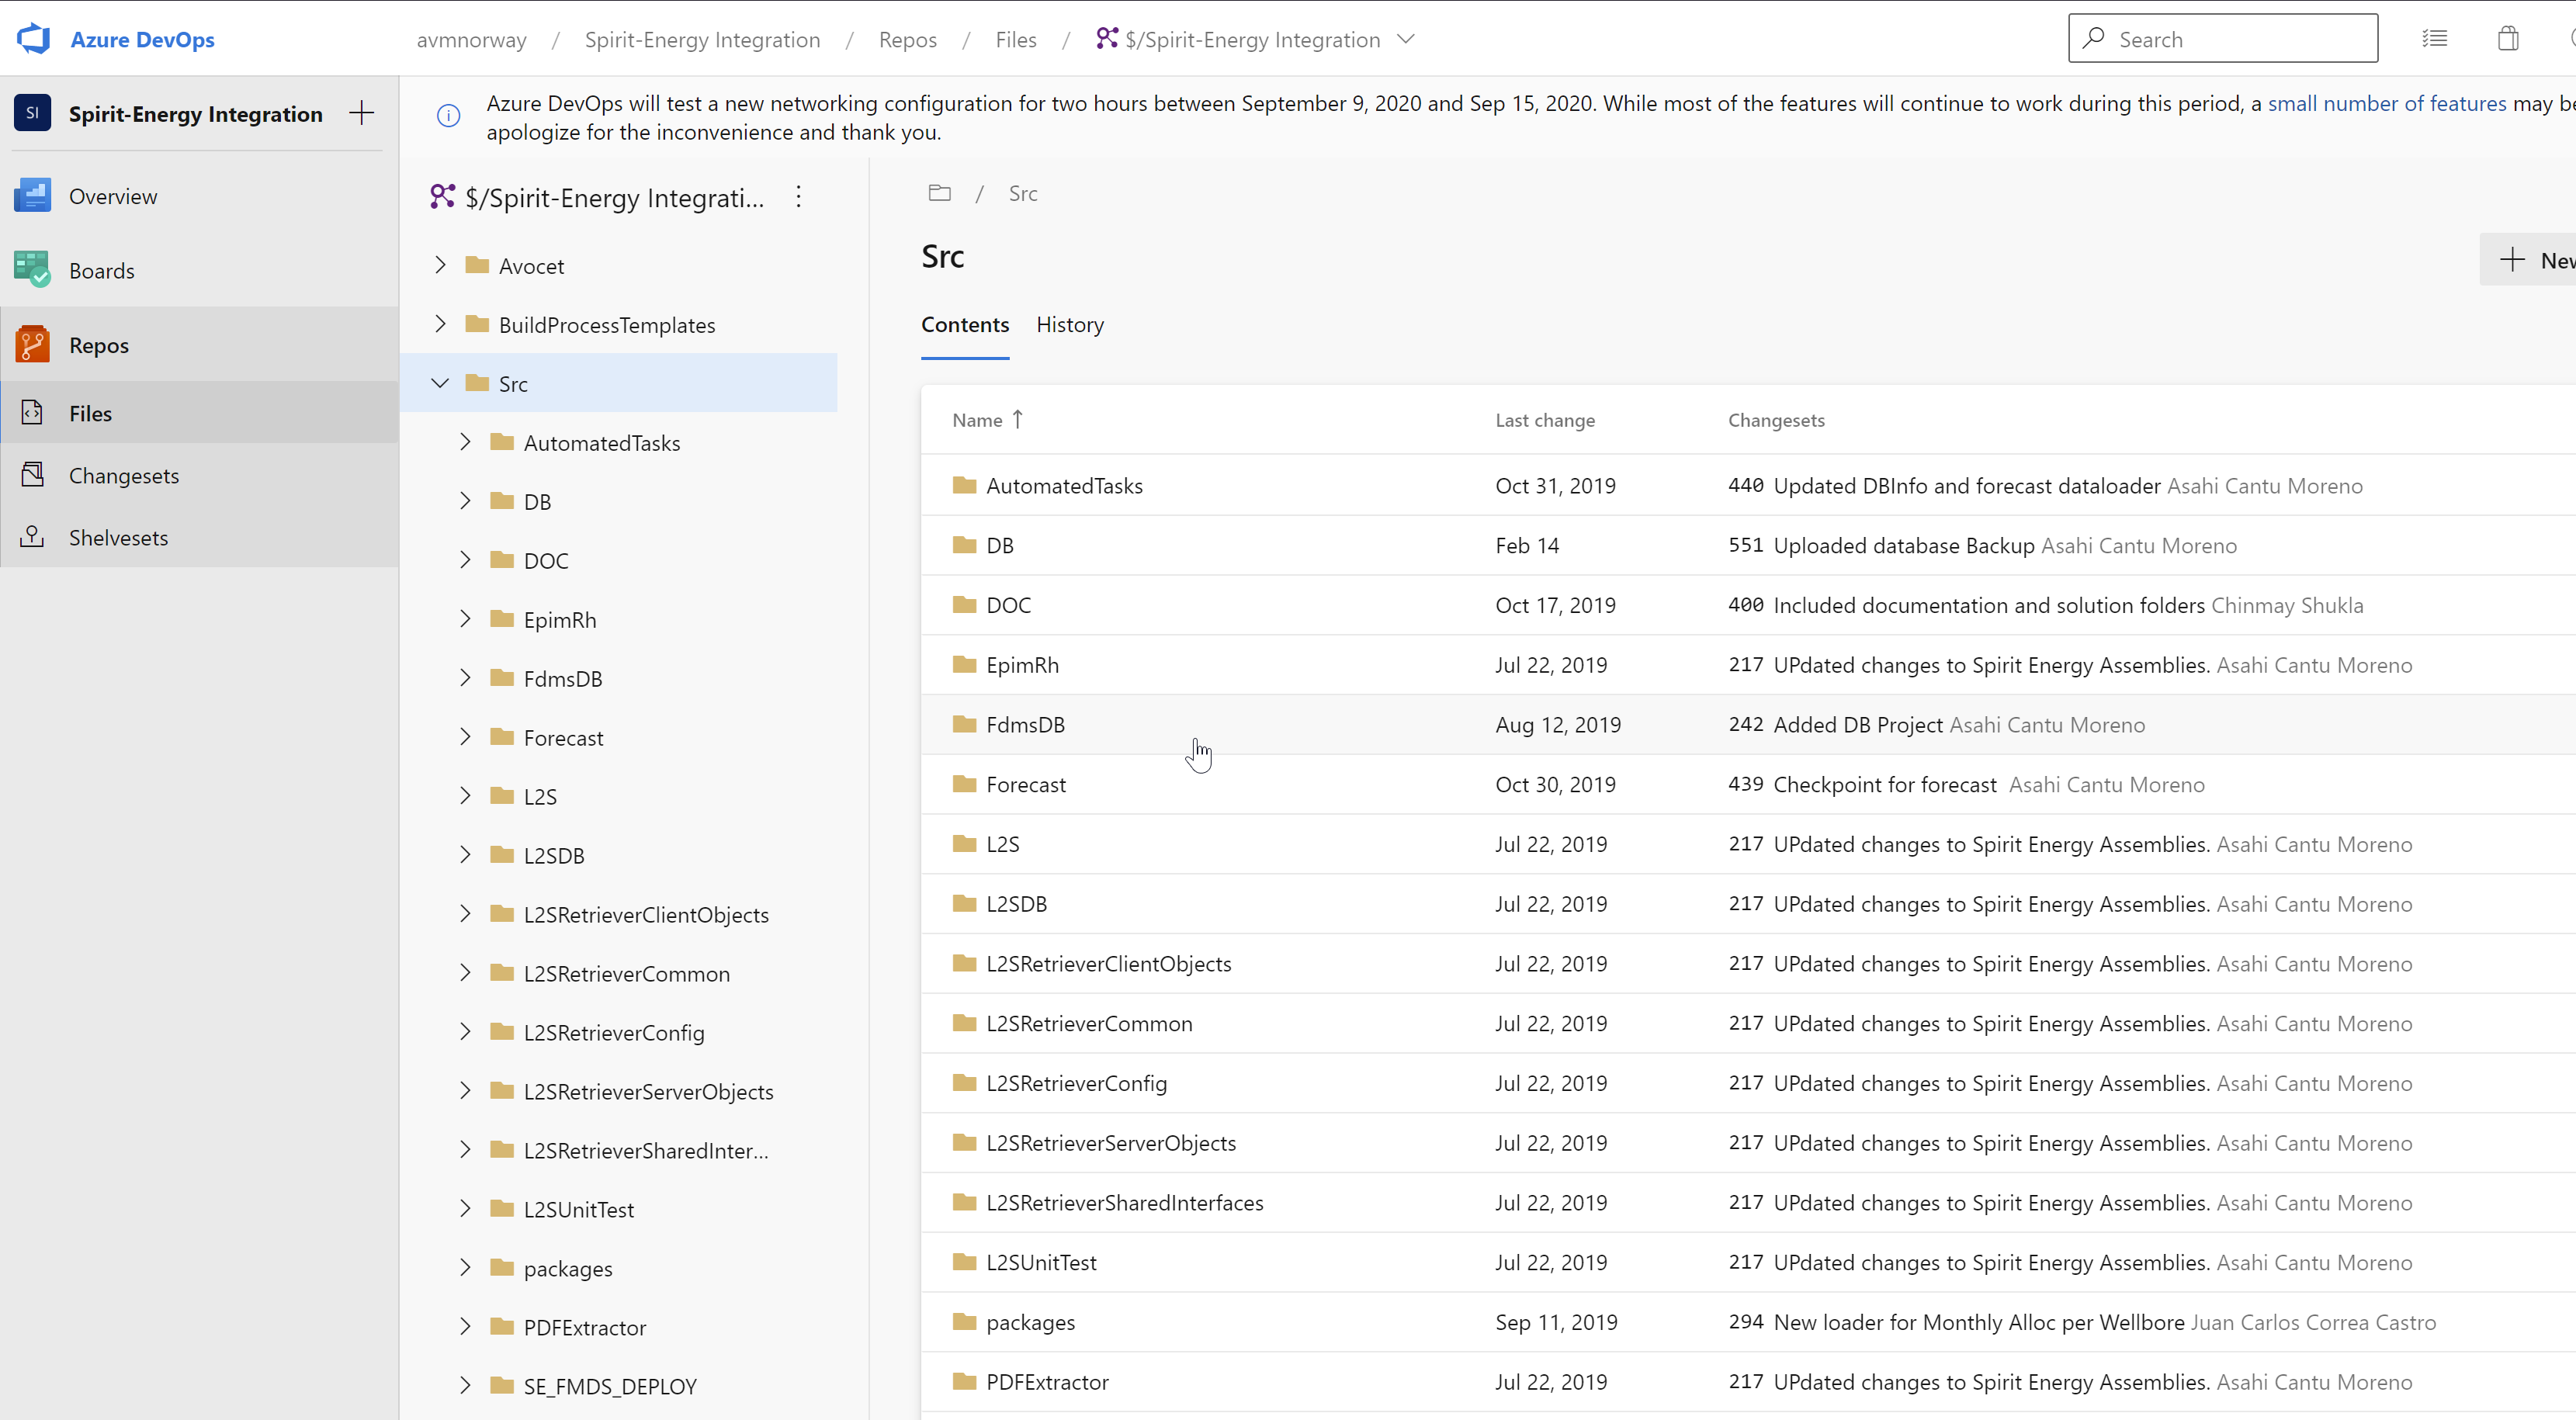 Azure DevOps
avmnorway / Spirit-Energy Integration / Repos / Files / $/Spirit-Energy Integration
Search
SI Spirit-Energy Integration
Overview
Boards
Repos
Files
Changesets
Shelvesets
Azure DevOps will test a new networking configuration for two hours between September 9, 2020 and Sep 15, 2020. While most of the features will continue to work during this period, a small number of features may be
apologize for the inconvenience and thank you.
$/Spirit-Energy Integrati...
Avocet
BuildProcessTemplates
Src
AutomatedTasks
DB
DOC
EpimRh
FdmsDB
Forecast
L2S
L2SDB
L2SRetrieverClientObjects
L2SRetrieverCommon
L2SRetrieverConfig
L2SRetrieverServerObjects
L2SRetrieverSharedInter...
L2SUnitTest
packages
PDFExtractor
SE_FMDS_DEPLOY
/ Src
Src
New
Contents History
Name Last change Changesets
AutomatedTasks Oct 31, 2019 440 Updated DBInfo and forecast dataloader Asahi Cantu Moreno
DB Feb 14 551 Uploaded database Backup Asahi Cantu Moreno
DOC Oct 17, 2019 400 Included documentation and solution folders Chinmay Shukla
EpimRh Jul 22, 2019 217 UPdated changes to Spirit Energy Assemblies. Asahi Cantu Moreno
FdmsDB Aug 12, 2019 242 Added DB Project Asahi Cantu Moreno
Forecast Oct 30, 2019 439 Checkpoint for forecast Asahi Cantu Moreno
L2S Jul 22, 2019 217 UPdated changes to Spirit Energy Assemblies. Asahi Cantu Moreno
L2SDB Jul 22, 2019 217 UPdated changes to Spirit Energy Assemblies. Asahi Cantu Moreno
L2SRetrieverClientObjects Jul 22, 2019 217 UPdated changes to Spirit Energy Assemblies. Asahi Cantu Moreno
L2SRetrieverCommon Jul 22, 2019 217 UPdated changes to Spirit Energy Assemblies. Asahi Cantu Moreno
L2SRetrieverConfig Jul 22, 2019 217 UPdated changes to Spirit Energy Assemblies. Asahi Cantu Moreno
L2SRetrieverServerObjects Jul 22, 2019 217 UPdated changes to Spirit Energy Assemblies. Asahi Cantu Moreno
L2SRetrieverSharedInterfaces Jul 22, 2019 217 UPdated changes to Spirit Energy Assemblies. Asahi Cantu Moreno
L2SUnitTest Jul 22, 2019 217 UPdated changes to Spirit Energy Assemblies. Asahi Cantu Moreno
packages Sep 11, 2019 294 New loader for Monthly Alloc per Wellbore Juan Carlos Correa Castro
PDFExtractor Jul 22, 2019 217 UPdated changes to Spirit Energy Assemblies. Asahi Cantu Moreno